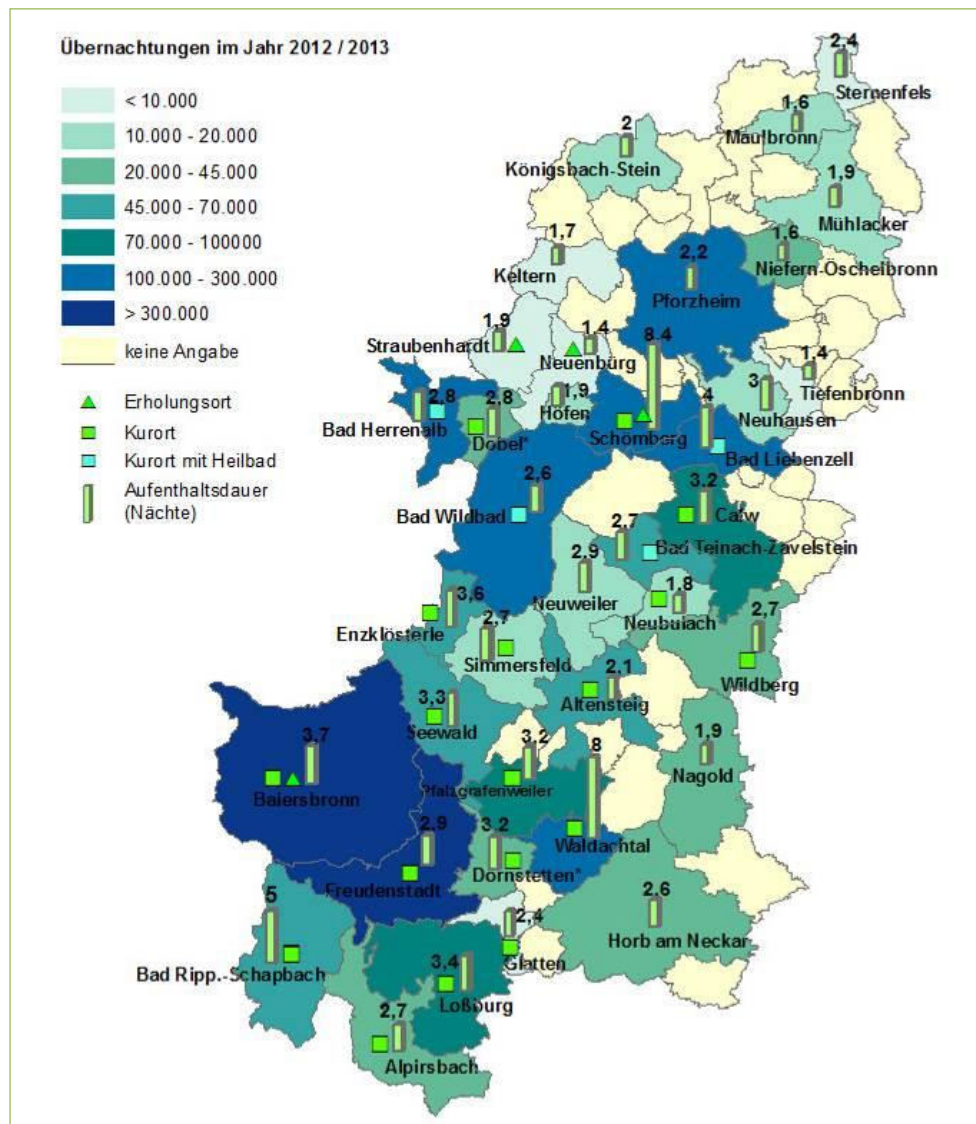 Übernachtungen im Jahr 2012 / 2013
< 10.000
10.000 - 20.000
20.000 - 45.000
45.000 - 70.000
70.000 - 100000
100.000 - 300.000
> 300.000
keine Angabe
Erholungsort
Kurort
Kurort mit Heilbad
Aufenthaltsdauer
(Nächte)
2,4
Sternenfels
1,6
Maulbronn
2
Königsbach-Stein
1,9
Mühlacker
1,7
Keltern
1,6
Niefern-Öschelbronn
2,2
Pforzheim
1,9
Straubenhardt
1,4
Neuenbürg
8.4
Schömberg
1,4
Tiefenbronn
3
Neuhausen
2,8
Bad Herrenalb
2,8
Dobel*
1,9
Höfen
4
Bad Liebenzell
2,6
Bad Wildbad
3.2
Calw
2,7
Bad Teinach-Zavelstein
2,9
Neuweiler
1,8
Neubulach
3,6
Enzklösterle
2,7
Simmersfeld
2,7
Wildberg
2,1
Altensteig
3,3
Seewald
1,9
Nagold
3,7
Baiersbronn
3,2
Pfalzgrafenweiler
8
Waldachtal
2,9
Freudenstadt
3,2
Dornstetten*
2,6
Horb am Neckar
5
Bad Ripp.-Schapbach
2,4
Glatten
3,4
Loßburg
2,7
Alpirsbach